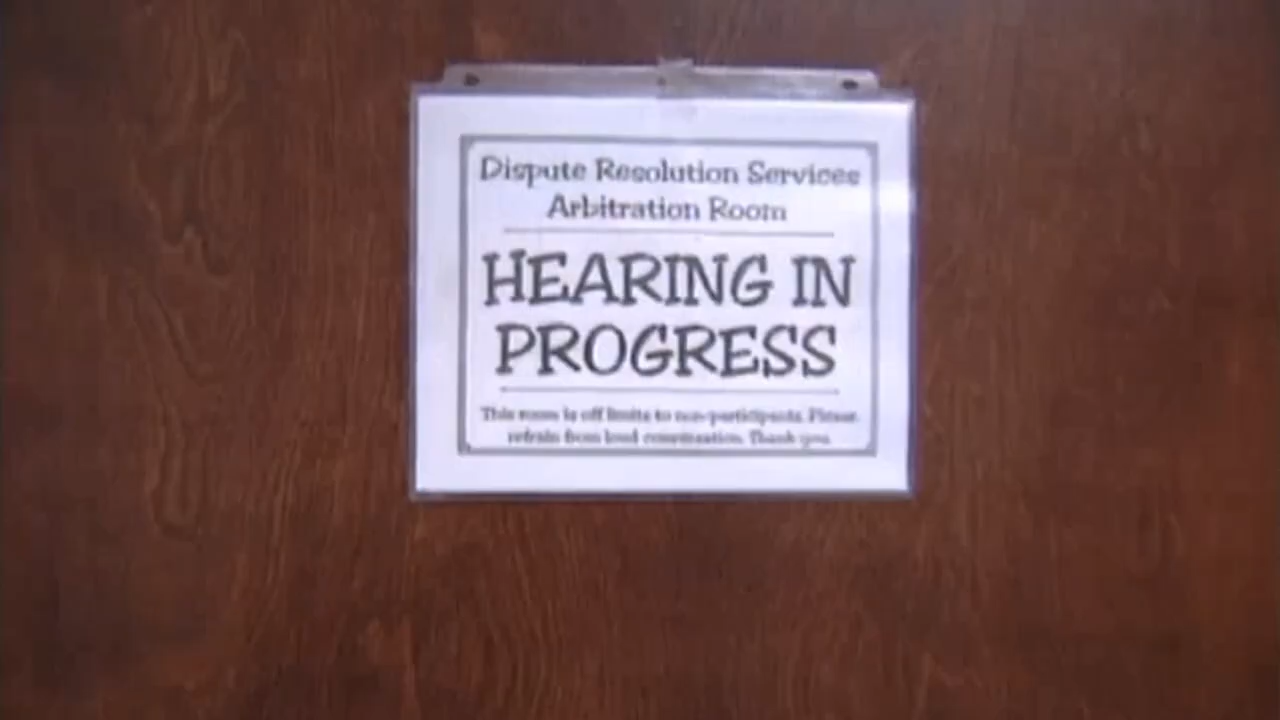 Dispute Resolution Services
Arbitration Room
HEARING IN
PROGRESS
This room is off limits to non-participants. Please
refrain from loud conversation. Thank you.